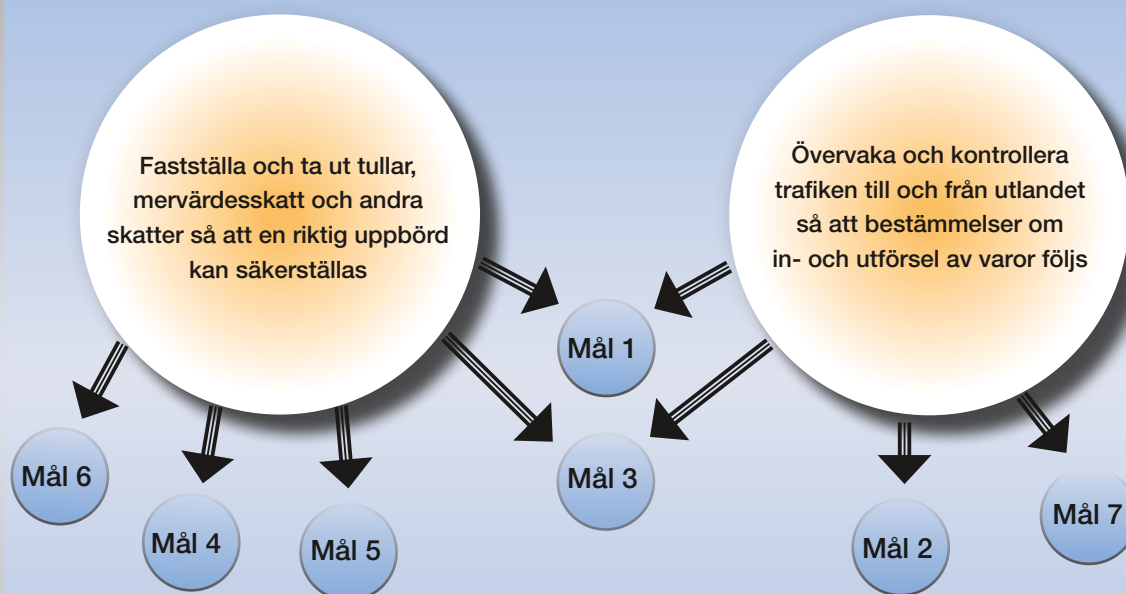 Fastställa och ta ut tullar,
mervärdesskatt och andra
skatter så att en riktig uppbörd
kan säkerställas
Övervaka och kontrollera
trafiken till och från utlandet
så att bestämmelser om
in- och utförsel av varor följs
Mål 1
Mål 6
Mål 3
Mål 4
Mål 5
Mål 2
Mål 7